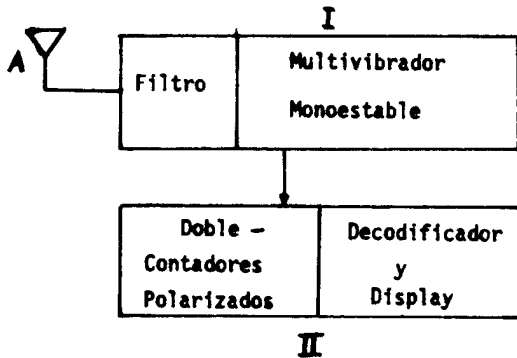 I
A
Filtro
Multivibrador
Monoestable
Doble –
Contadores
Polarizados
Decodificador
y
Display
II